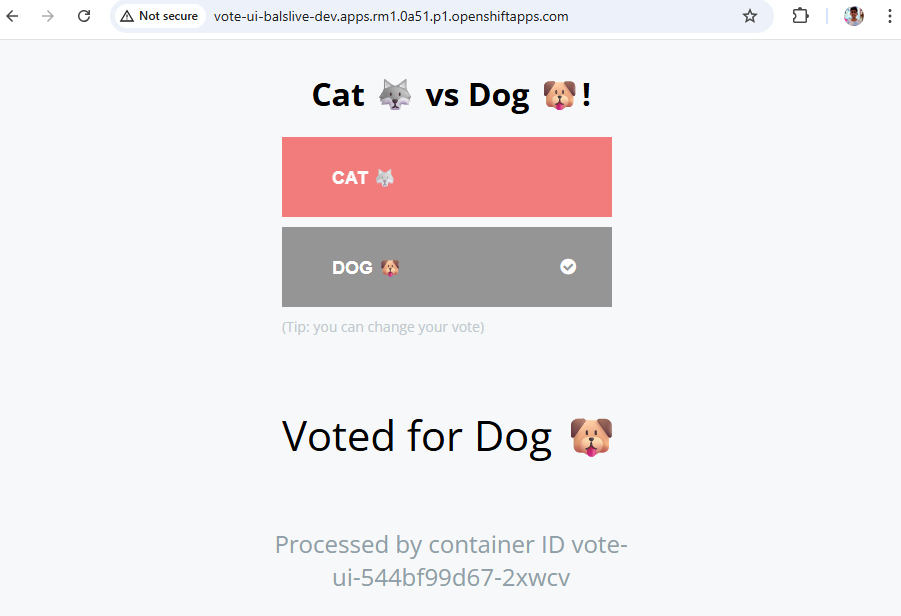 Not secure vote-ui-balslive-dev.apps.rm1.0a51.p1.openshiftapps.com
Cat 🐺 vs Dog 🐶!
CAT 🐺
DOG 🐶
(Tip: you can change your vote)
Voted for Dog 🐶
Processed by container ID vote-
ui-544bf99d67-2xwcv